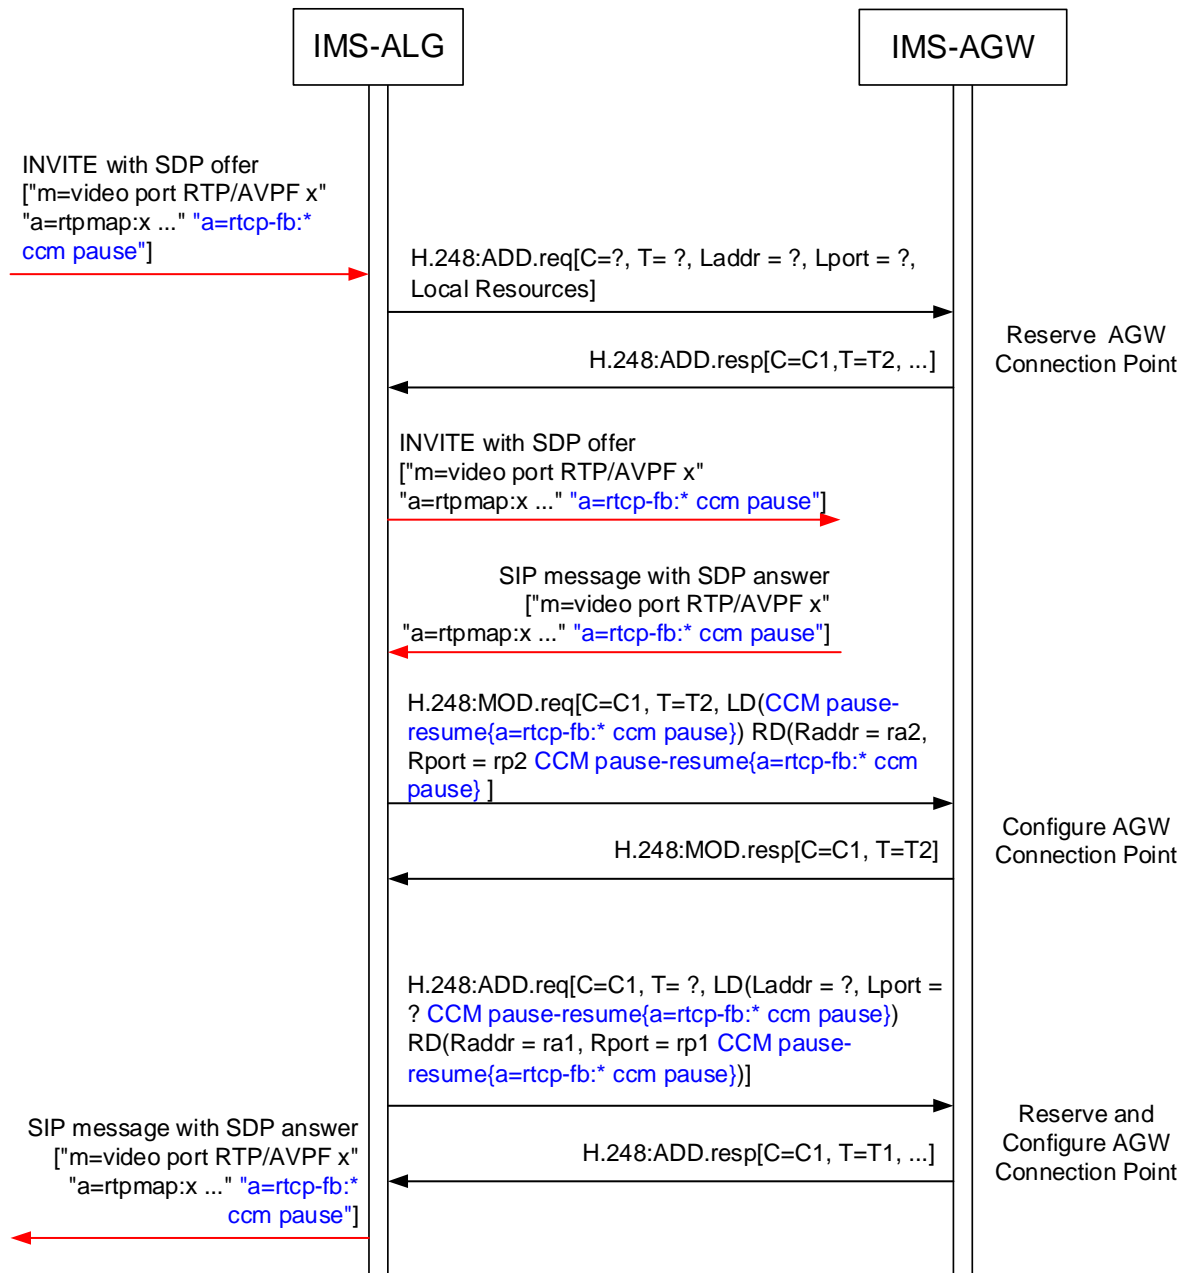 IMS-ALG
IMS-AGW
INVITE with SDP offer
["m=video port RTP/AVPF x"
"a=rtpmap:x ..." "a=rtcp-fb:*
ccm pause"]
H.248:ADD.req[C=?, T= ?, Laddr = ?, Lport = ?,
Local Resources]
Reserve AGW
Connection Point
H.248:ADD.resp[C=C1,T=T2, ...]
INVITE with SDP offer
["m=video port RTP/AVPF x"
"a=rtpmap:x ..." "a=rtcp-fb:* ccm pause"]
SIP message with SDP answer
["m=video port RTP/AVPF x"
"a=rtpmap:x ..." "a=rtcp-fb:* ccm pause"]
H.248:MOD.req[C=C1, T=T2, LD(CCM pause-
resume{a=rtcp-fb:* ccm pause}) RD(Raddr = ra2,
Rport = rp2 CCM pause-resume{a=rtcp-fb:* ccm
pause} ]
Configure AGW
Connection Point
H.248:MOD.resp[C=C1, T=T2]
H.248:ADD.req[C=C1, T= ?, LD(Laddr = ?, Lport =
? CCM pause-resume{a=rtcp-fb:* ccm pause})
RD(Raddr = ra1, Rport = rp1 CCM pause-
resume{a=rtcp-fb:* ccm pause})]
Reserve and
Configure AGW
Connection Point
H.248:ADD.resp[C=C1, T=T1, ...]
SIP message with SDP answer
["m=video port RTP/AVPF x"
"a=rtpmap:x ..." "a=rtcp-fb:*
ccm pause"]